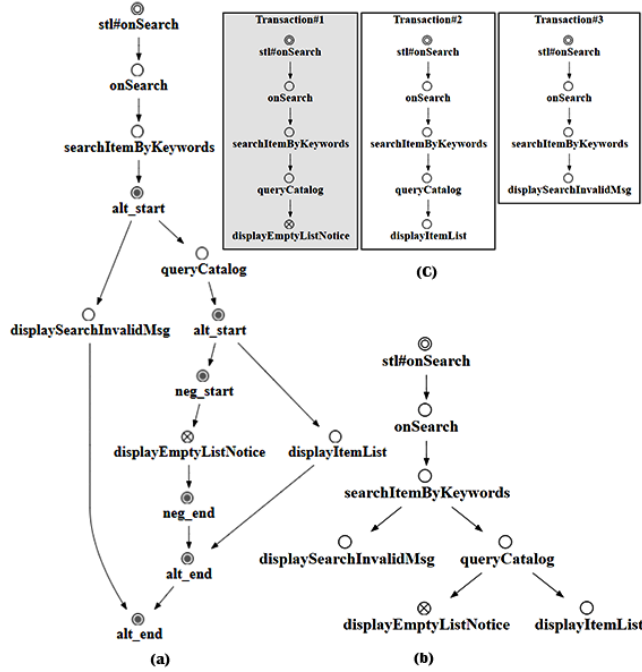 stl#onSearch
onSearch
searchItemByKeywords
alt_start
queryCatalog
displaySearchInvalidMsg
alt_start
neg_start
displayEmptyListNotice
displayItemList
neg_end
alt_end
alt_end
(a)
Transaction#1
stl#onSearch
onSearch
searchItemByKeywords
queryCatalog
displayEmptyListNotice
Transaction#2
stl#onSearch
onSearch
searchItemByKeywords
queryCatalog
displayItemList
Transaction#3
stl#onSearch
onSearch
searchItemByKeywords
displaySearchInvalidMsg
(C)
stl#onSearch
onSearch
searchItemByKeywords
displaySearchInvalidMsg
queryCatalog
displayEmptyListNotice
displayItemList
(b)